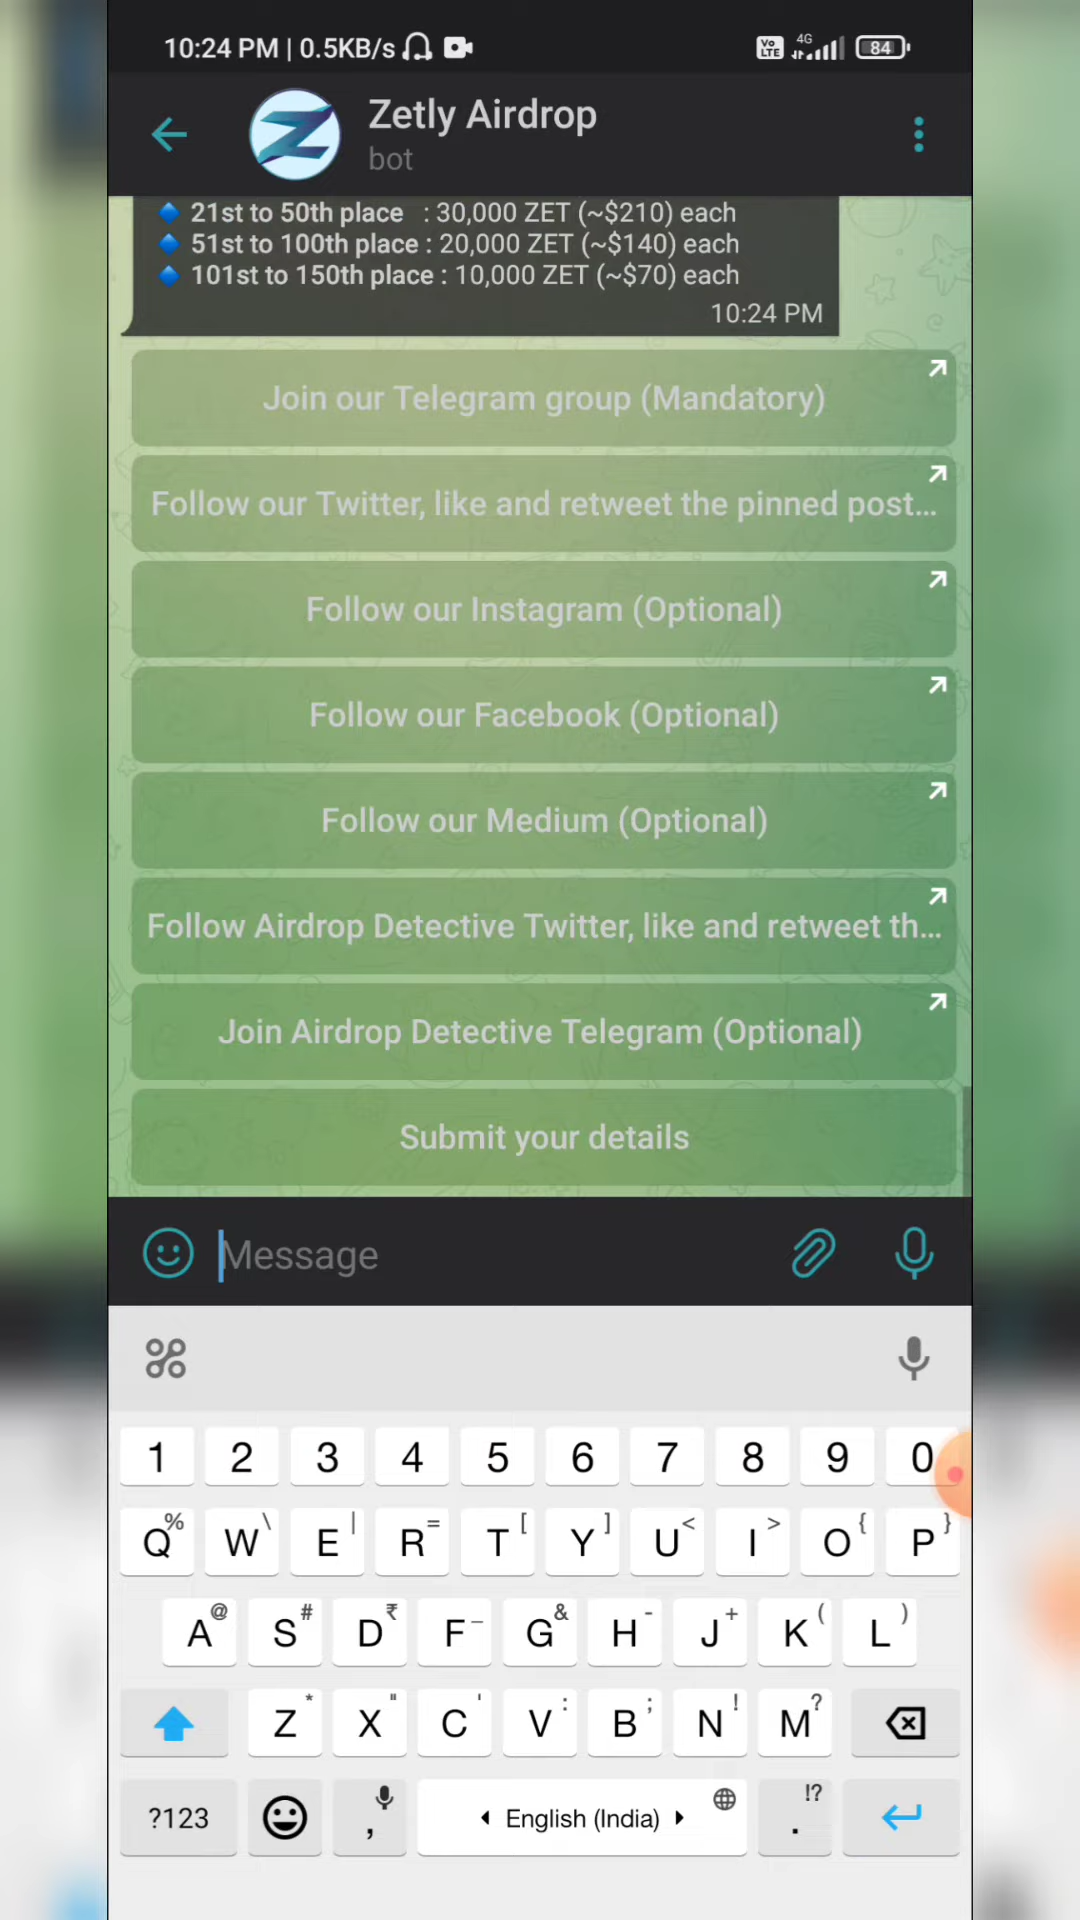 10:24 PM | 0.5KB/s Vo LTE 4G 84
Zetly Airdrop
bot
21st to 50th place : 30,000 ZET (~$210) each
51st to 100th place : 20,000 ZET (~$140) each
101st to 150th place : 10,000 ZET (~$70) each
10:24 PM
Join our Telegram group (Mandatory)
Follow our Twitter, like and retweet the pinned post...
Follow our Instagram (Optional)
Follow our Facebook (Optional)
Follow our Medium (Optional)
Follow Airdrop Detective Twitter, like and retweet th...
Join Airdrop Detective Telegram (Optional)
Submit your details
Message
1 2 3 4 5 6 7 8 9 0
Q % W \ E | R = T [ Y ] U < I > O { P }
A @ S # D ₹ F _ G & H - J + K ( L )
Z * X " C ' V : B ; N ! M ?
?123 , English (India) . !?